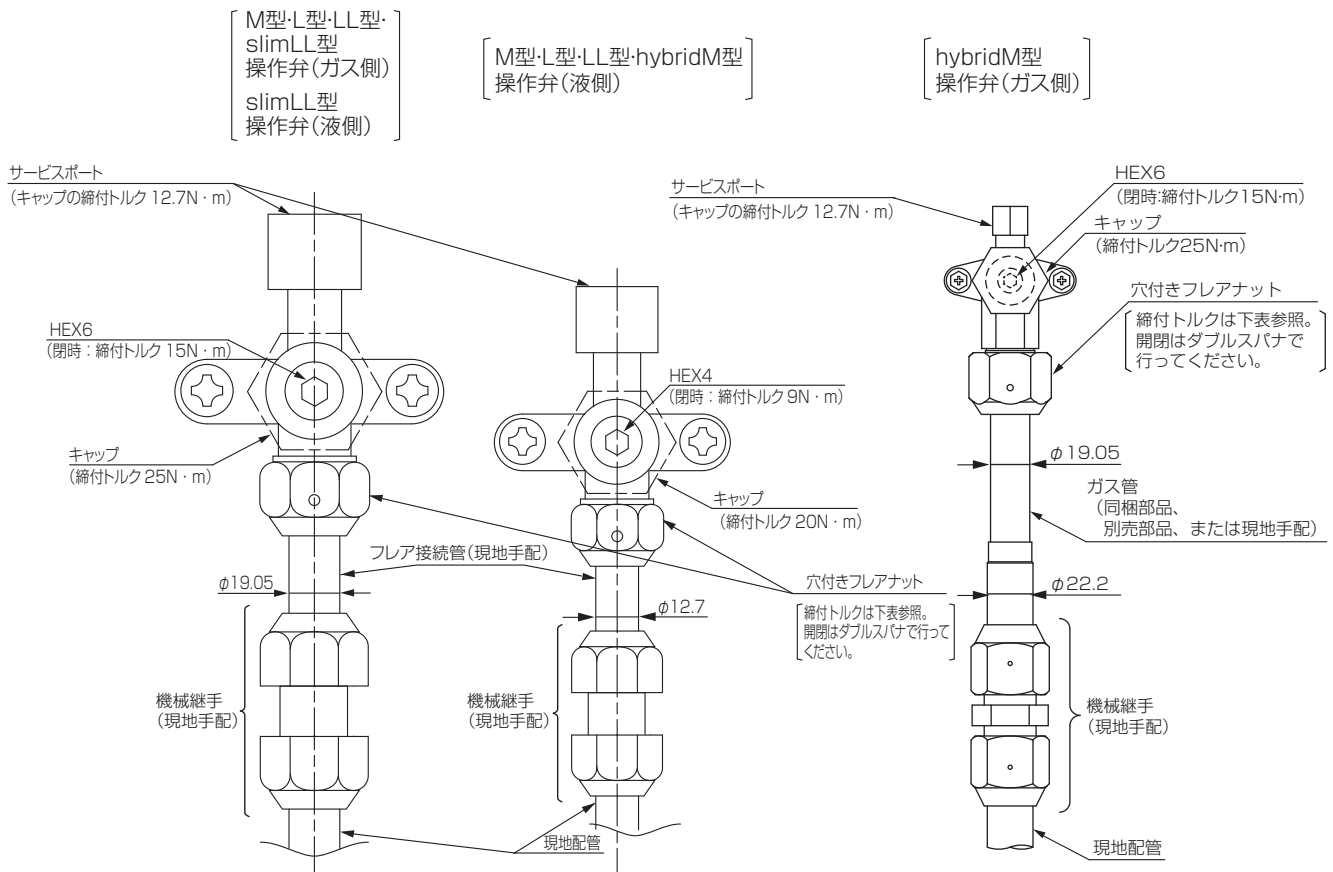 M型·L型·LL型·
slimLL型
操作弁(ガス側)
slimLL型
操作弁(液側)
M型·L型·LL型·hybridM型
操作弁(液側)
hybridM型
操作弁(ガス側)
サービスポート
(キャップの締付トルク 12.7N・m)
HEX6
(閉時：締付トルク 15N・m)
キャップ
(締付トルク 25N・m)
HEX4
(閉時：締付トルク 9N・m)
キャップ
(締付トルク 20N・m)
フレア接続管(現地手配)
φ19.05
φ12.7
穴付きフレアナット
締付トルクは下表参照。
開閉はダブルスパナで行って
ください。
機械継手
(現地手配)
機械継手
(現地手配)
現地配管
サービスポート
(キャップの締付トルク 12.7N・m)
HEX6
(閉時:締付トルク15N·m)
キャップ
(締付トルク25N·m)
穴付きフレアナット
締付トルクは下表参照。
開閉はダブルスパナで
行ってください。
φ19.05
ガス管
(同梱部品、
別売部品、または現地手配)
φ22.2
機械継手
(現地手配)
現地配管